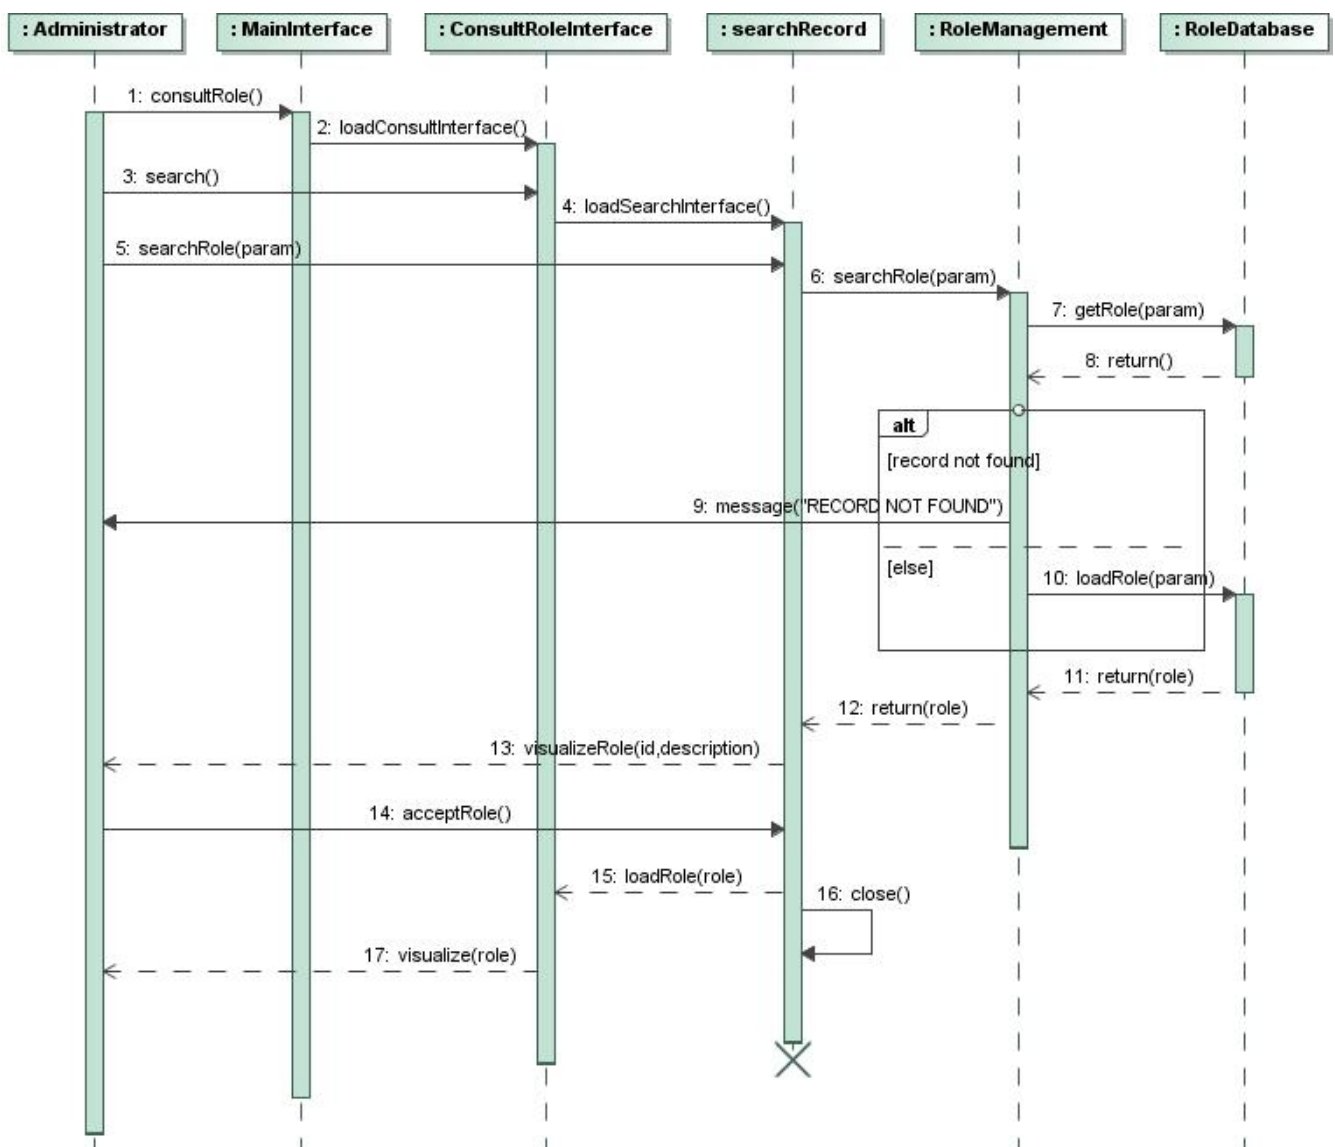 : Administrator
: MainInterface
: ConsultRoleInterface
: searchRecord
: RoleManagement
: RoleDatabase
1: consultRole()
2: loadConsultInterface()
3: search()
4: loadSearchInterface()
5: searchRole(param)
6: searchRole(param)
7: getRole(param)
8: return()
alt
[record not found]
9: message("RECORD NOT FOUND")
[else]
10: loadRole(param)
11: return(role)
12: return(role)
13: visualizeRole(id,description)
14: acceptRole()
15: loadRole(role)
16: close()
17: visualize(role)